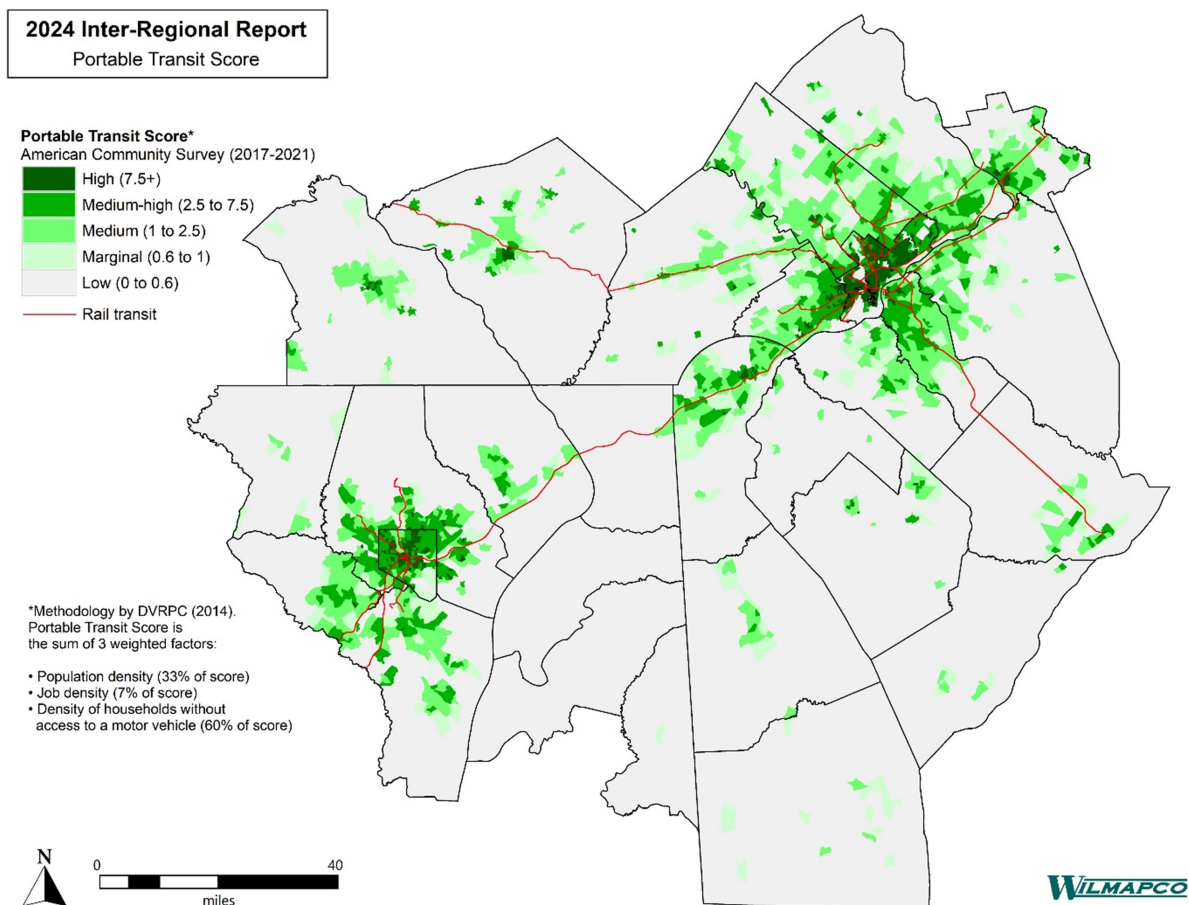 2024 Inter-Regional Report
Portable Transit Score
Portable Transit Score*
American Community Survey (2017-2021)
High (7.5+)
Medium-high (2.5 to 7.5)
Medium (1 to 2.5)
Marginal (0.6 to 1)
Low (0 to 0.6)
Rail transit
*Methodology by DVRPC (2014).
Portable Transit Score is
the sum of 3 weighted factors:
• Population density (33% of score)
• Job density (7% of score)
• Density of households without
access to a motor vehicle (60% of score)
N
0 40
miles
WILMAPCO